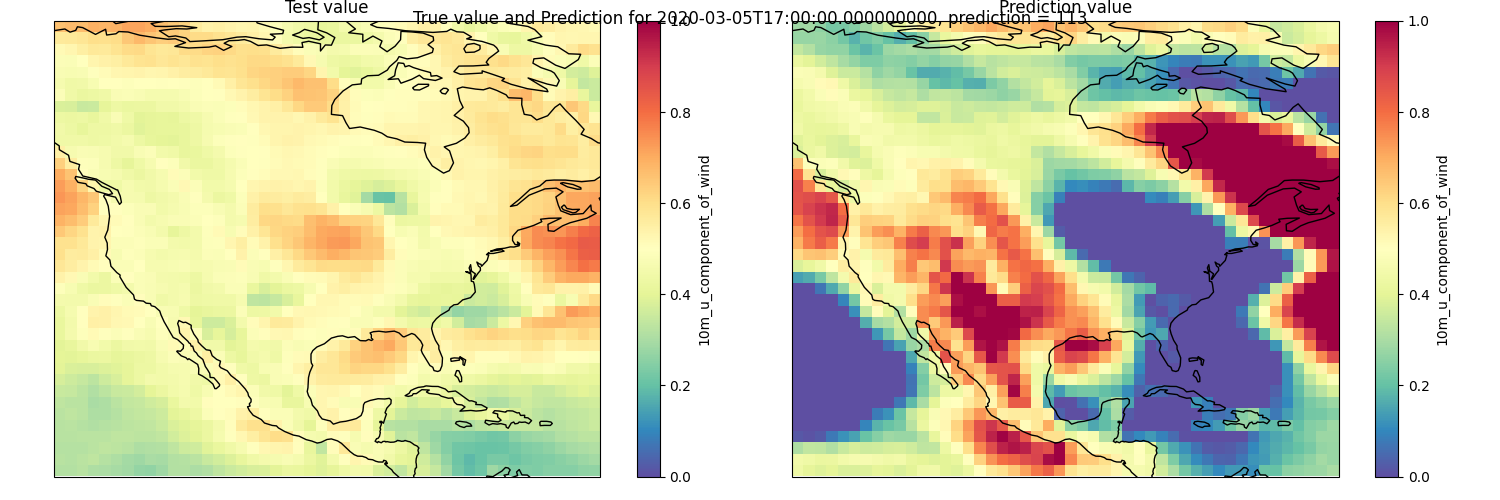 Test value
True value and Prediction for 2020-03-05T17:00:00.000000000, prediction = 113
Prediction value
1.0
0.8
0.6
0.4
0.2
0.0
10m_u_component_of_wind
1.0
0.8
0.6
0.4
0.2
0.0
10m_u_component_of_wind